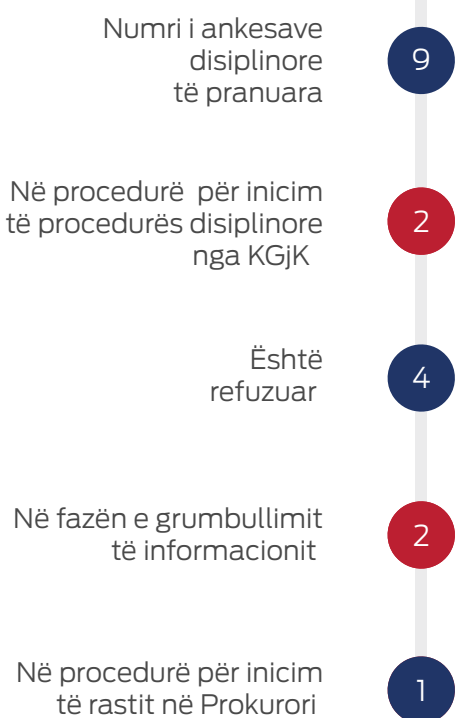 Numri i ankesave
disiplinore
të pranuara
9
Në procedurë për inicim
të procedurës disiplinore
nga KGjK
2
Është
refuzuar
4
Në fazën e grumbullimit
të informacionit
2
Në procedurë për inicim
të rastit në Prokurori
1